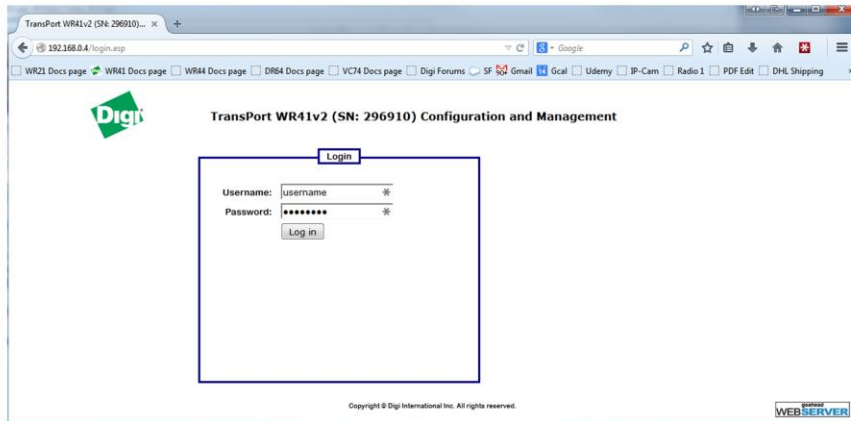 TransPort WR41v2 (SN: 296910)...
192.168.0.4/login.asp
Google
WR21 Docs page WR41 Docs page WR44 Docs page DR64 Docs page VC74 Docs page Digi Forums SF Gmail Gcal Udemy IP-Cam Radio 1 PDF Edit DHL Shipping
Digi
TransPort WR41v2 (SN: 296910) Configuration and Management
Login
Username: username
Password: ••••••••
Log in
Copyright © Digi International Inc. All rights reserved.
goahead
WEBSERVER